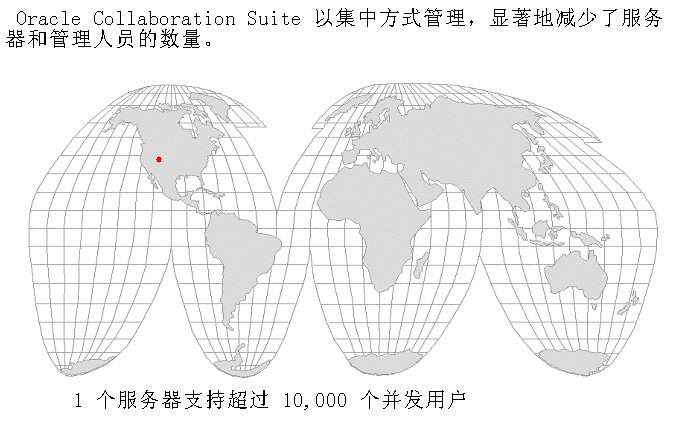 Oracle Collaboration Suite 以集中方式管理，显著地减少了服务
器和管理人员的数量。
1 个服务器支持超过 10,000 个并发用户